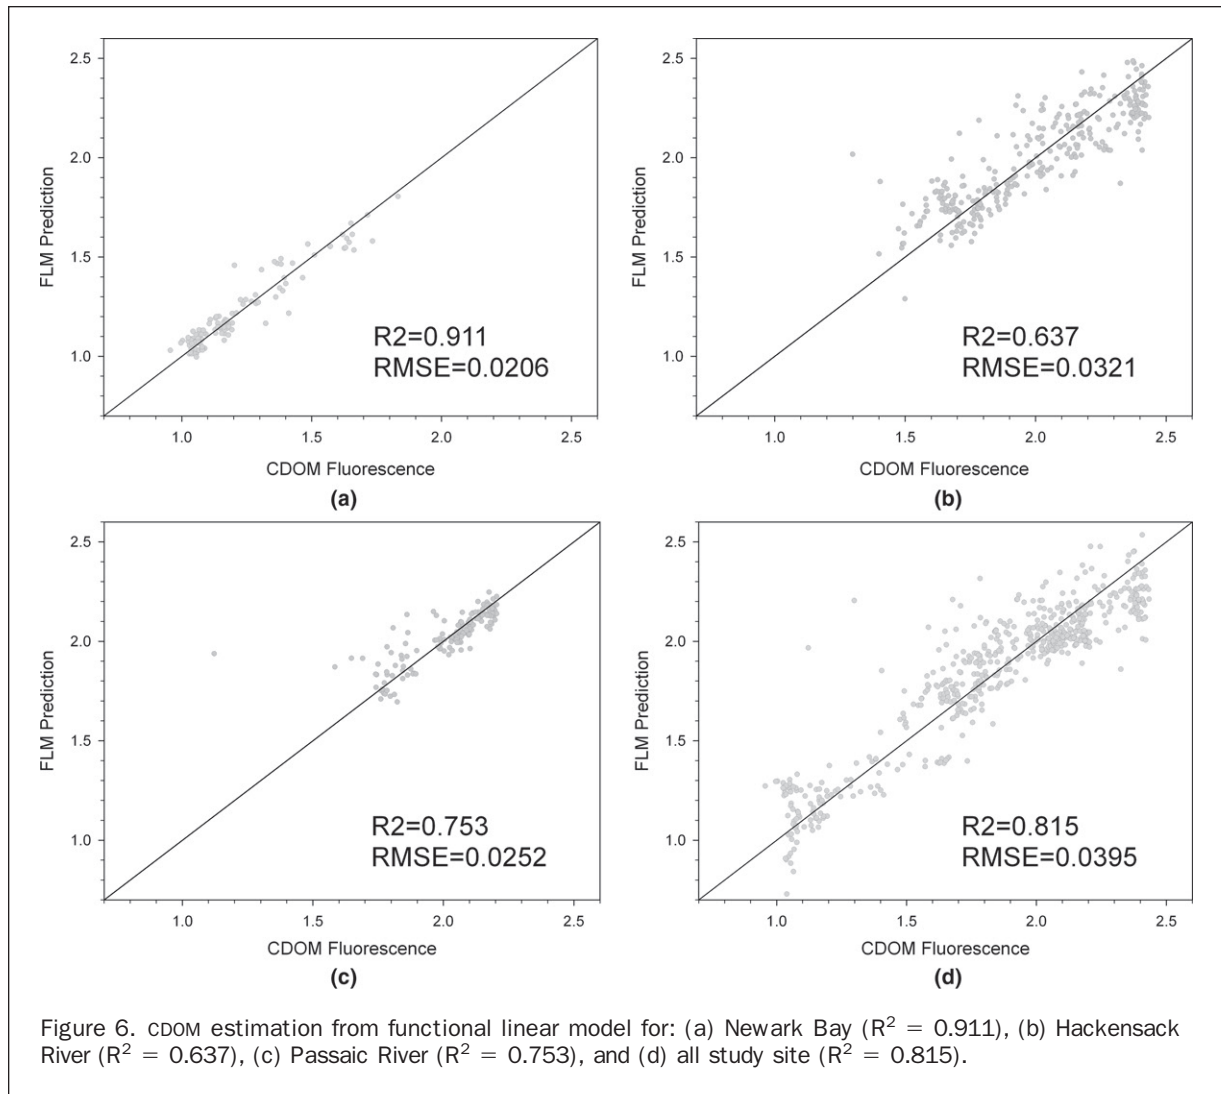 2.5
2.0
1.5
1.0
FLM Prediction
R2=0.911
RMSE=0.0206
1.0 1.5 2.0 2.5
CDOM Fluorescence
(a)
2.5
2.0
1.5
1.0
FLM Prediction
R2=0.637
RMSE=0.0321
1.0 1.5 2.0 2.5
CDOM Fluorescence
(b)
2.5
2.0
1.5
1.0
FLM Prediction
R2=0.753
RMSE=0.0252
1.0 1.5 2.0 2.5
CDOM Fluorescence
(c)
2.5
2.0
1.5
1.0
FLM Prediction
R2=0.815
RMSE=0.0395
1.0 1.5 2.0 2.5
CDOM Fluorescence
(d)
Figure 6. CDOM estimation from functional linear model for: (a) Newark Bay (R² = 0.911), (b) Hackensack
River (R² = 0.637), (c) Passaic River (R² = 0.753), and (d) all study site (R² = 0.815).